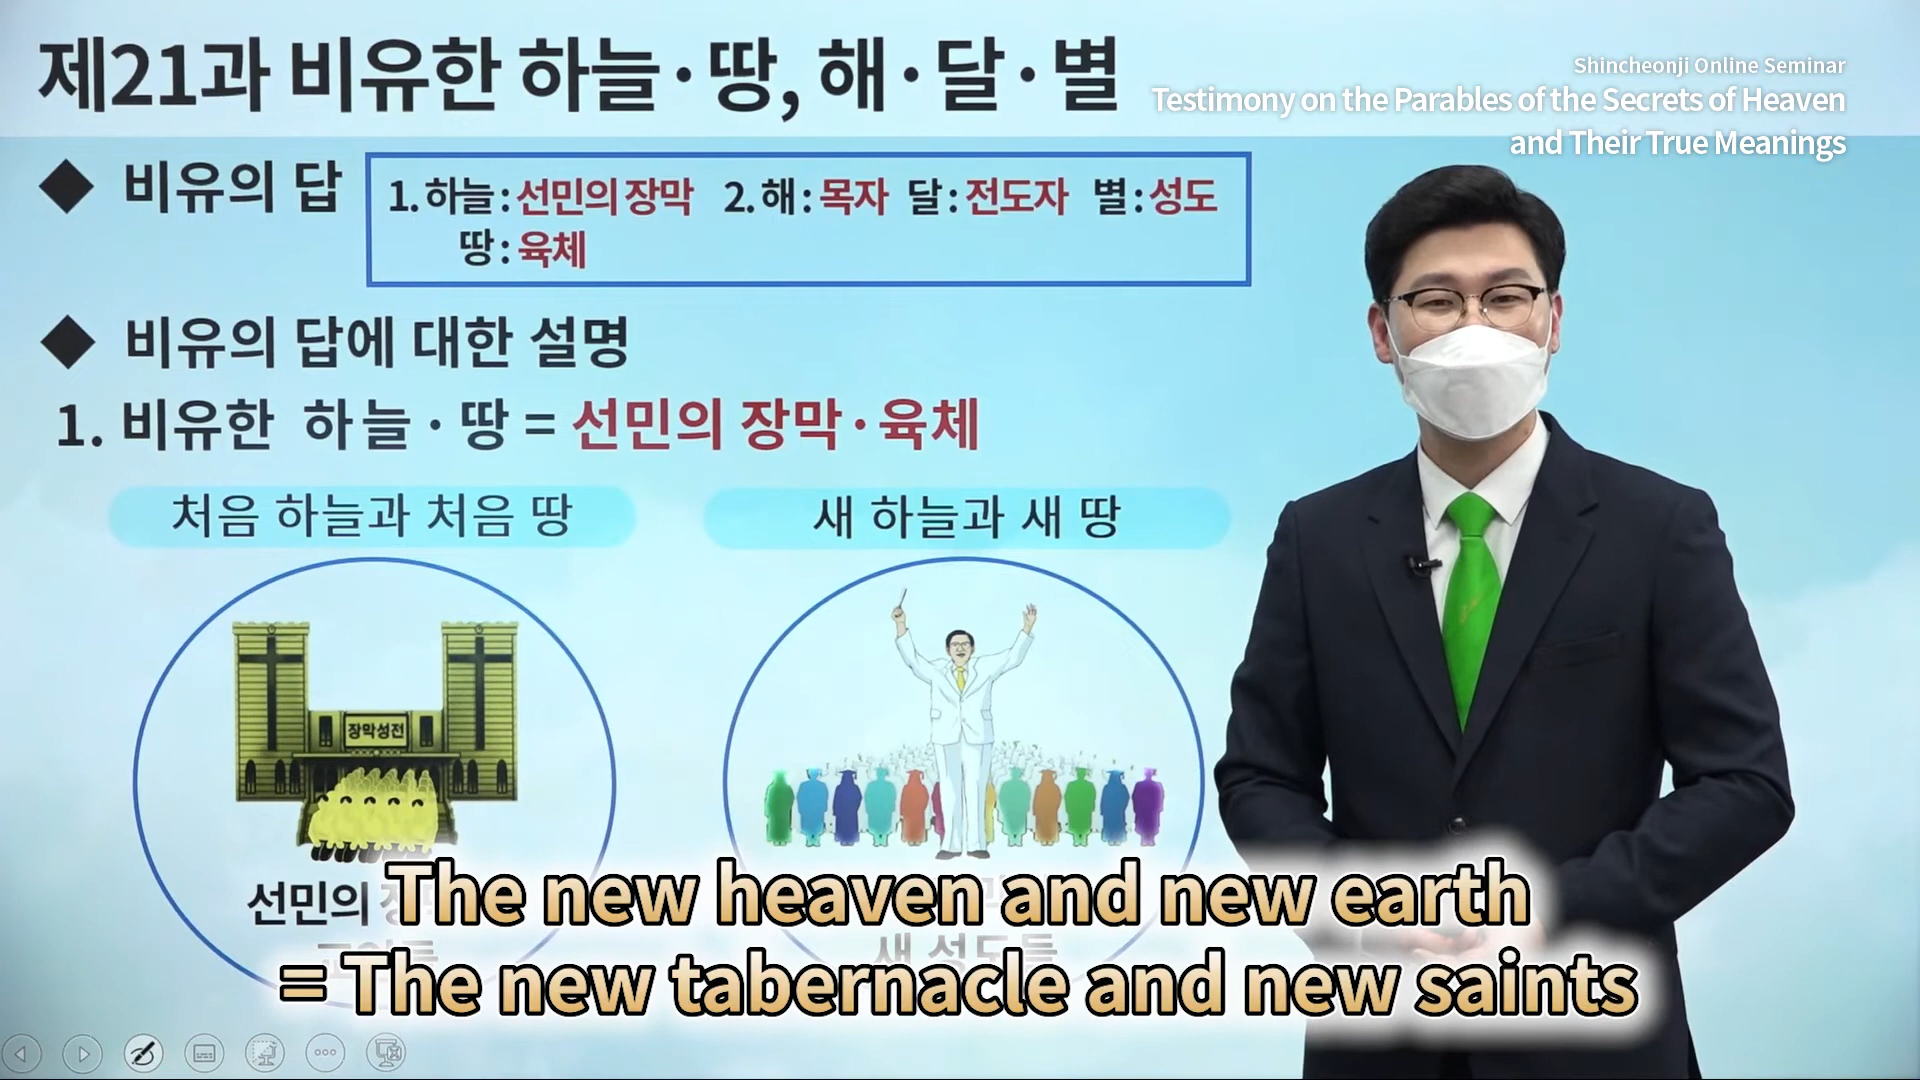 제21과 비유한 하늘·땅, 해·달·별
Shincheonji Online Seminar
Testimony on the Parables of the Secrets of Heaven
and Their True Meanings
◆ 비유의 답
1. 하늘 : 선민의 장막 2. 해 : 목자 달 : 전도자 별 : 성도
땅 : 육체
◆ 비유의 답에 대한 설명
1. 비유한 하늘 · 땅 = 선민의 장막 · 육체
처음 하늘과 처음 땅
새 하늘과 새 땅
장막성전
선민의
새 성도들
The new heaven and new earth
= The new tabernacle and new saints